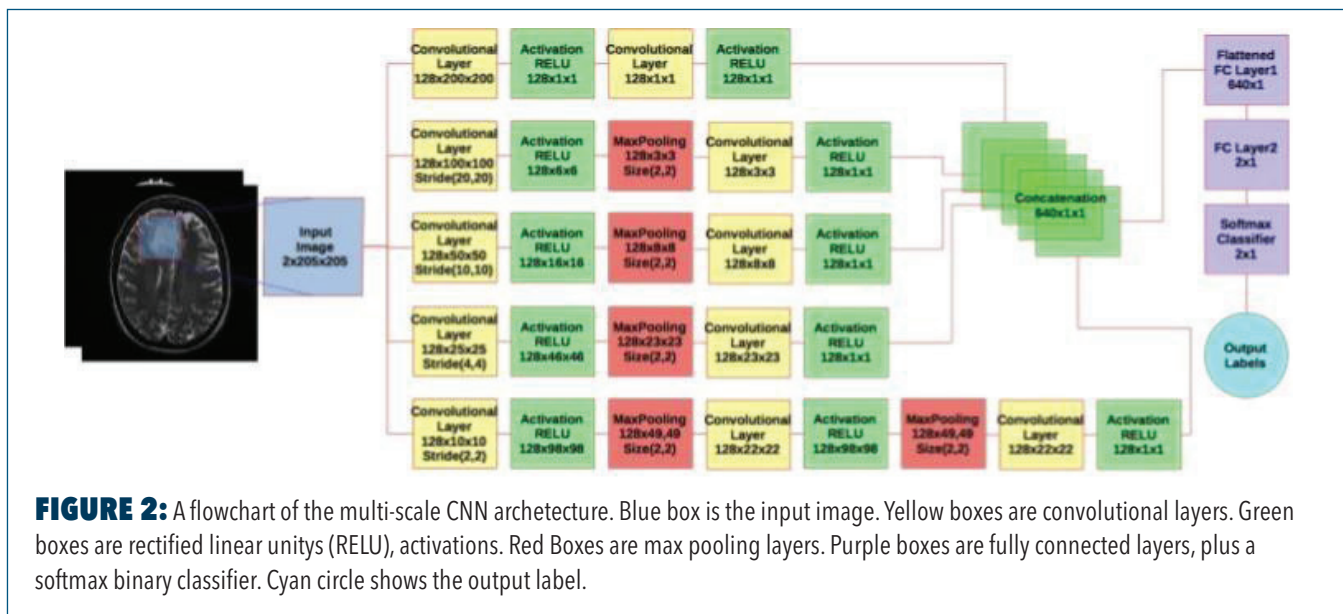 Convolutional
Layer
128x200x200
Activation
RELU
128x1x1
Convolutional
Layer
128x1x1
Activation
RELU
128x1x1
Convolutional
Layer
128x100x100
Stride(20,20)
Activation
RELU
128x6x6
MaxPooling
128x3x3
Size(2,2)
Convolutional
Layer
128x3x3
Activation
RELU
128x1x1
Input
Image
2x205x205
Convolutional
Layer
128x50x50
Stride(10,10)
Activation
RELU
128x16x16
MaxPooling
128x8x8
Size(2,2)
Convolutional
Layer
128x8x8
Activation
RELU
128x1x1
Convolutional
Layer
128x25x25
Stride(4,4)
Activation
RELU
128x46x46
MaxPooling
128x23x23
Size(2,2)
Convolutional
Layer
128x23x23
Activation
RELU
128x1x1
Convolutional
Layer
128x10x10
Stride(2,2)
Activation
RELU
128x98x98
MaxPooling
128x49,49
Size(2,2)
Convolutional
Layer
128x22x22
Activation
RELU
128x98x98
MaxPooling
128x49,49
Size(2,2)
Convolutional
Layer
128x22x22
Activation
RELU
128x1x1
Concatenation
640x1x1
Flattened
FC Layer1
640x1
FC Layer2
2x1
Softmax
Classifier
2x1
Output
Labels
FIGURE 2: A flowchart of the multi-scale CNN archetecture. Blue box is the input image. Yellow boxes are convolutional layers. Green
boxes are rectified linear unitys (RELU), activations. Red Boxes are max pooling layers. Purple boxes are fully connected layers, plus a
softmax binary classifier. Cyan circle shows the output label.